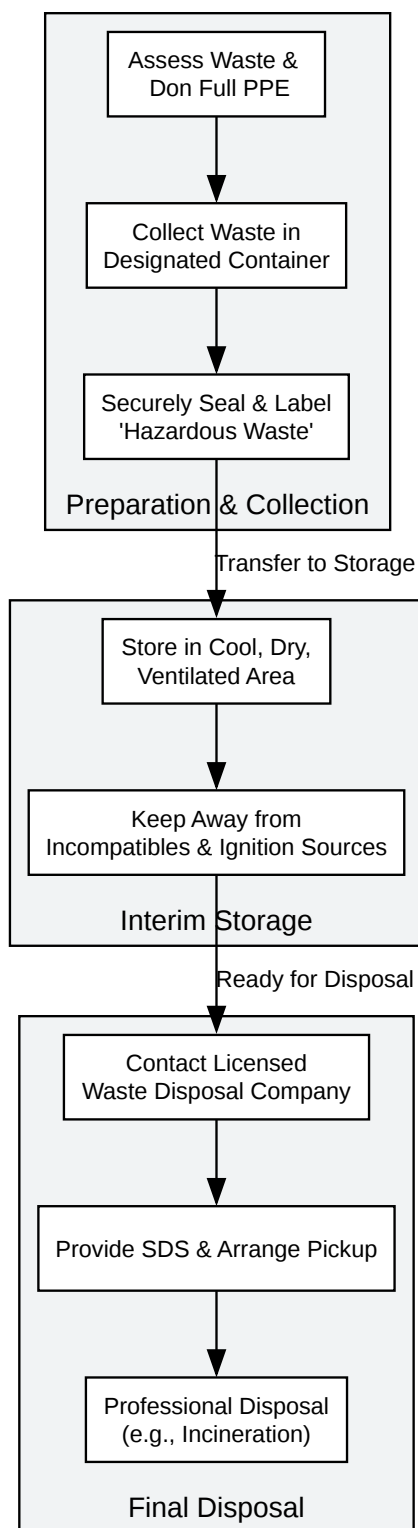 Assess Waste &
Don Full PPE
Collect Waste in
Designated Container
Securely Seal & Label
'Hazardous Waste'
Preparation & Collection
Transfer to Storage
Store in Cool, Dry,
Ventilated Area
Keep Away from
Incompatibles & Ignition Sources
Interim Storage
Ready for Disposal
Contact Licensed
Waste Disposal Company
Provide SDS & Arrange Pickup
Professional Disposal
(e.g., Incineration)
Final Disposal